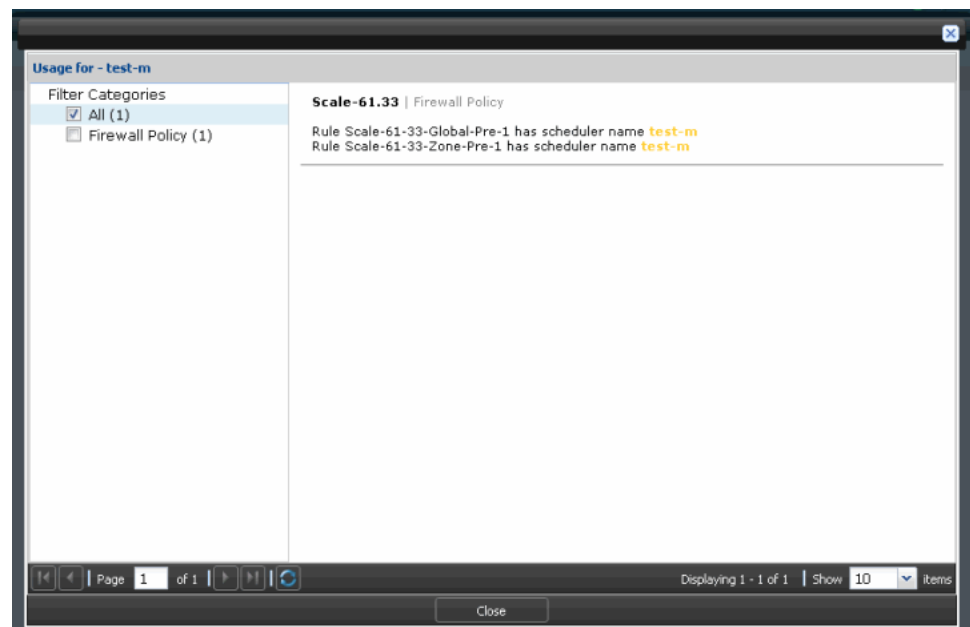 Usage for - test-m
Filter Categories
All (1)
Firewall Policy (1)
Scale-61.33 | Firewall Policy
Rule Scale-61-33-Global-Pre-1 has scheduler name test-m
Rule Scale-61-33-Zone-Pre-1 has scheduler name test-m
Page 1 of 1
Displaying 1 - 1 of 1 | Show 10 items
Close